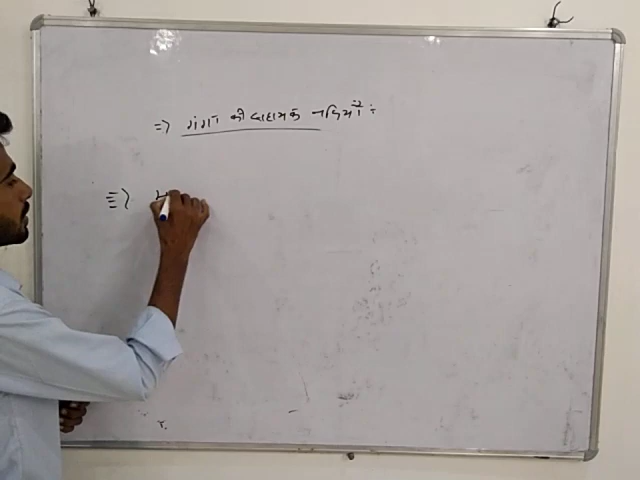 => गंगा की सहायक नदियाँ :